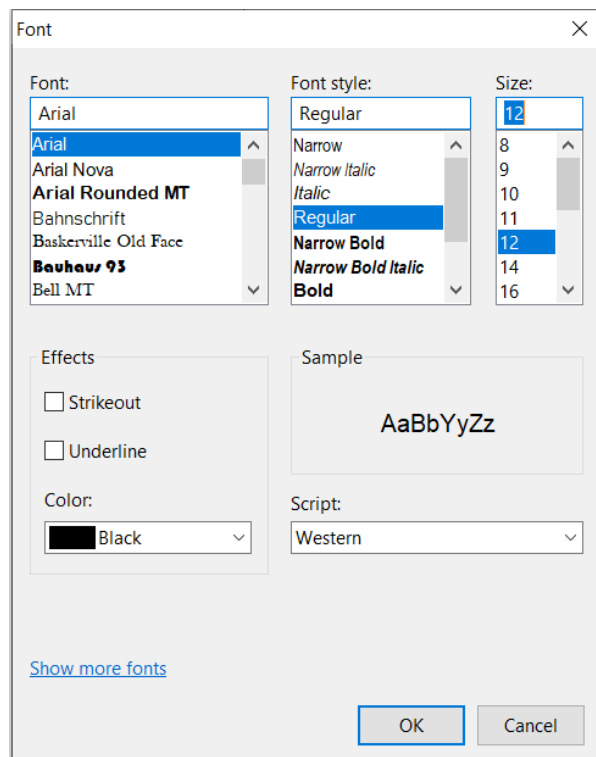 Font
Font:
Font style:
Size:
Arial
Regular
12
Arial
Arial Nova
Arial Rounded MT
Bahnschrift
Baskerville Old Face
Bauhaus 93
Bell MT
Narrow
Narrow Italic
Italic
Regular
Narrow Bold
Narrow Bold Italic
Bold
8
9
10
11
12
14
16
Effects
Strikeout
Underline
Color:
Black
Sample
AaBbYyZz
Script:
Western
Show more fonts
OK
Cancel